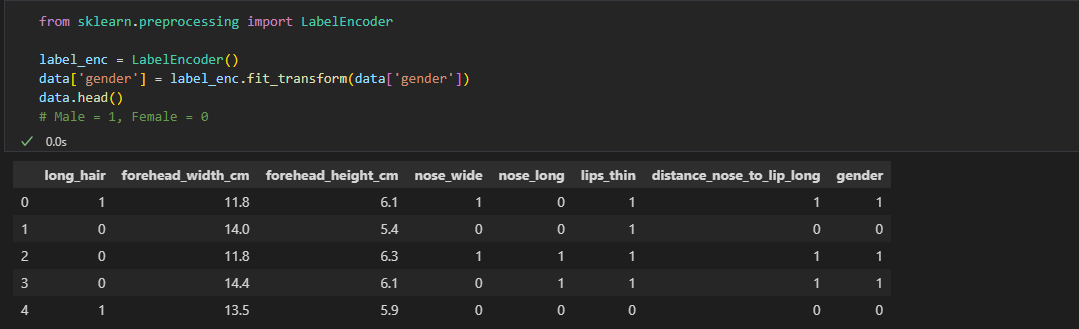 from sklearn.preprocessing import LabelEncoder
label_enc = LabelEncoder()
data['gender'] = label_enc.fit_transform(data['gender'])
data.head()
# Male = 1, Female = 0
0.0s
long_hair forehead_width_cm forehead_height_cm nose_wide nose_long lips_thin distance_nose_to_lip_long gender
0 1 11.8 6.1 1 0 1 1 1
1 0 14.0 5.4 0 0 1 0 0
2 0 11.8 6.3 1 1 1 1 1
3 0 14.4 6.1 0 1 1 1 1
4 1 13.5 5.9 0 0 0 0 0